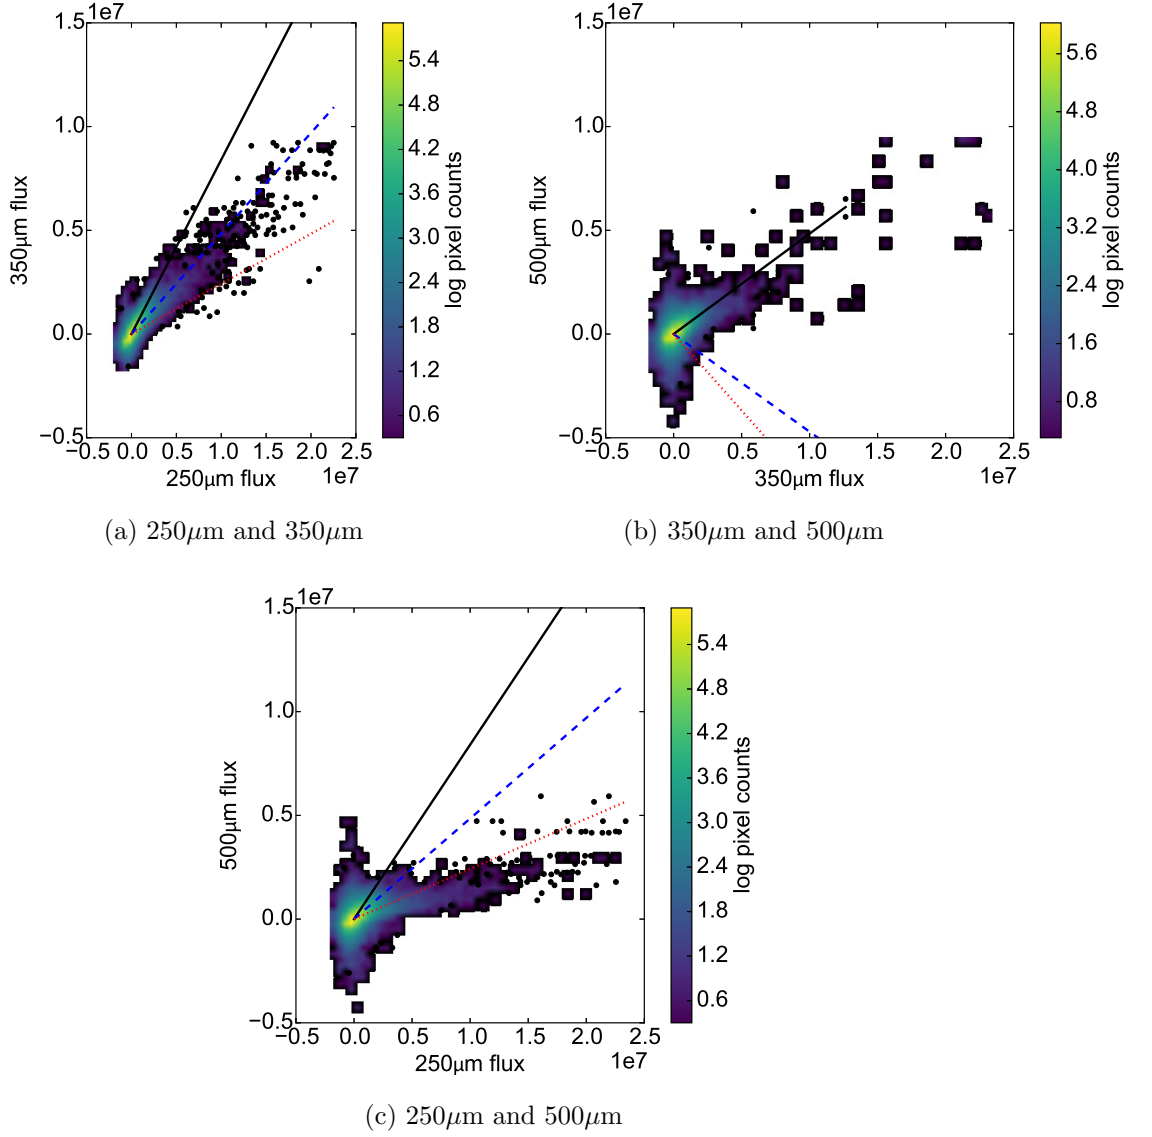 1e7
1.5
1.0
0.5
0.0
−0.5
350μm flux
−0.5 0.0 0.5 1.0 1.5 2.0 2.5
250μm flux 1e7
5.4
4.8
4.2
3.6
3.0
2.4
1.8
1.2
0.6
log pixel counts
(a) 250μm and 350μm
1e7
1.5
1.0
0.5
0.0
−0.5
500μm flux
−0.5 0.0 0.5 1.0 1.5 2.0 2.5
350μm flux 1e7
5.6
4.8
4.0
3.2
2.4
1.6
0.8
log pixel counts
(b) 350μm and 500μm
1e7
1.5
1.0
0.5
0.0
−0.5
500μm flux
−0.5 0.0 0.5 1.0 1.5 2.0 2.5
250μm flux 1e7
5.4
4.8
4.2
3.6
3.0
2.4
1.8
1.2
0.6
log pixel counts
(c) 250μm and 500μm